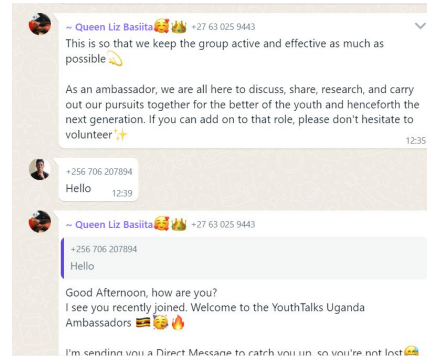 ~ Queen Liz Basiita🥰👑 +27 63 025 9443
This is so that we keep the group active and effective as much as
possible💫
As an ambassador, we are all here to discuss, share, research, and carry
out our pursuits together for the better of the youth and henceforth the
next generation. If you can add on to that role, please don't hesitate to
volunteer✨
12:35
+256 706 207894
Hello
12:39
~ Queen Liz Basiita🥰👑 +27 63 025 9443
+256 706 207894
Hello
Good Afternoon, how are you?
I see you recently joined. Welcome to the YouthTalks Uganda
Ambassadors 🇺🇬🥰🔥
I'm sending you a Direct Message to catch you up, so you're not lost😅